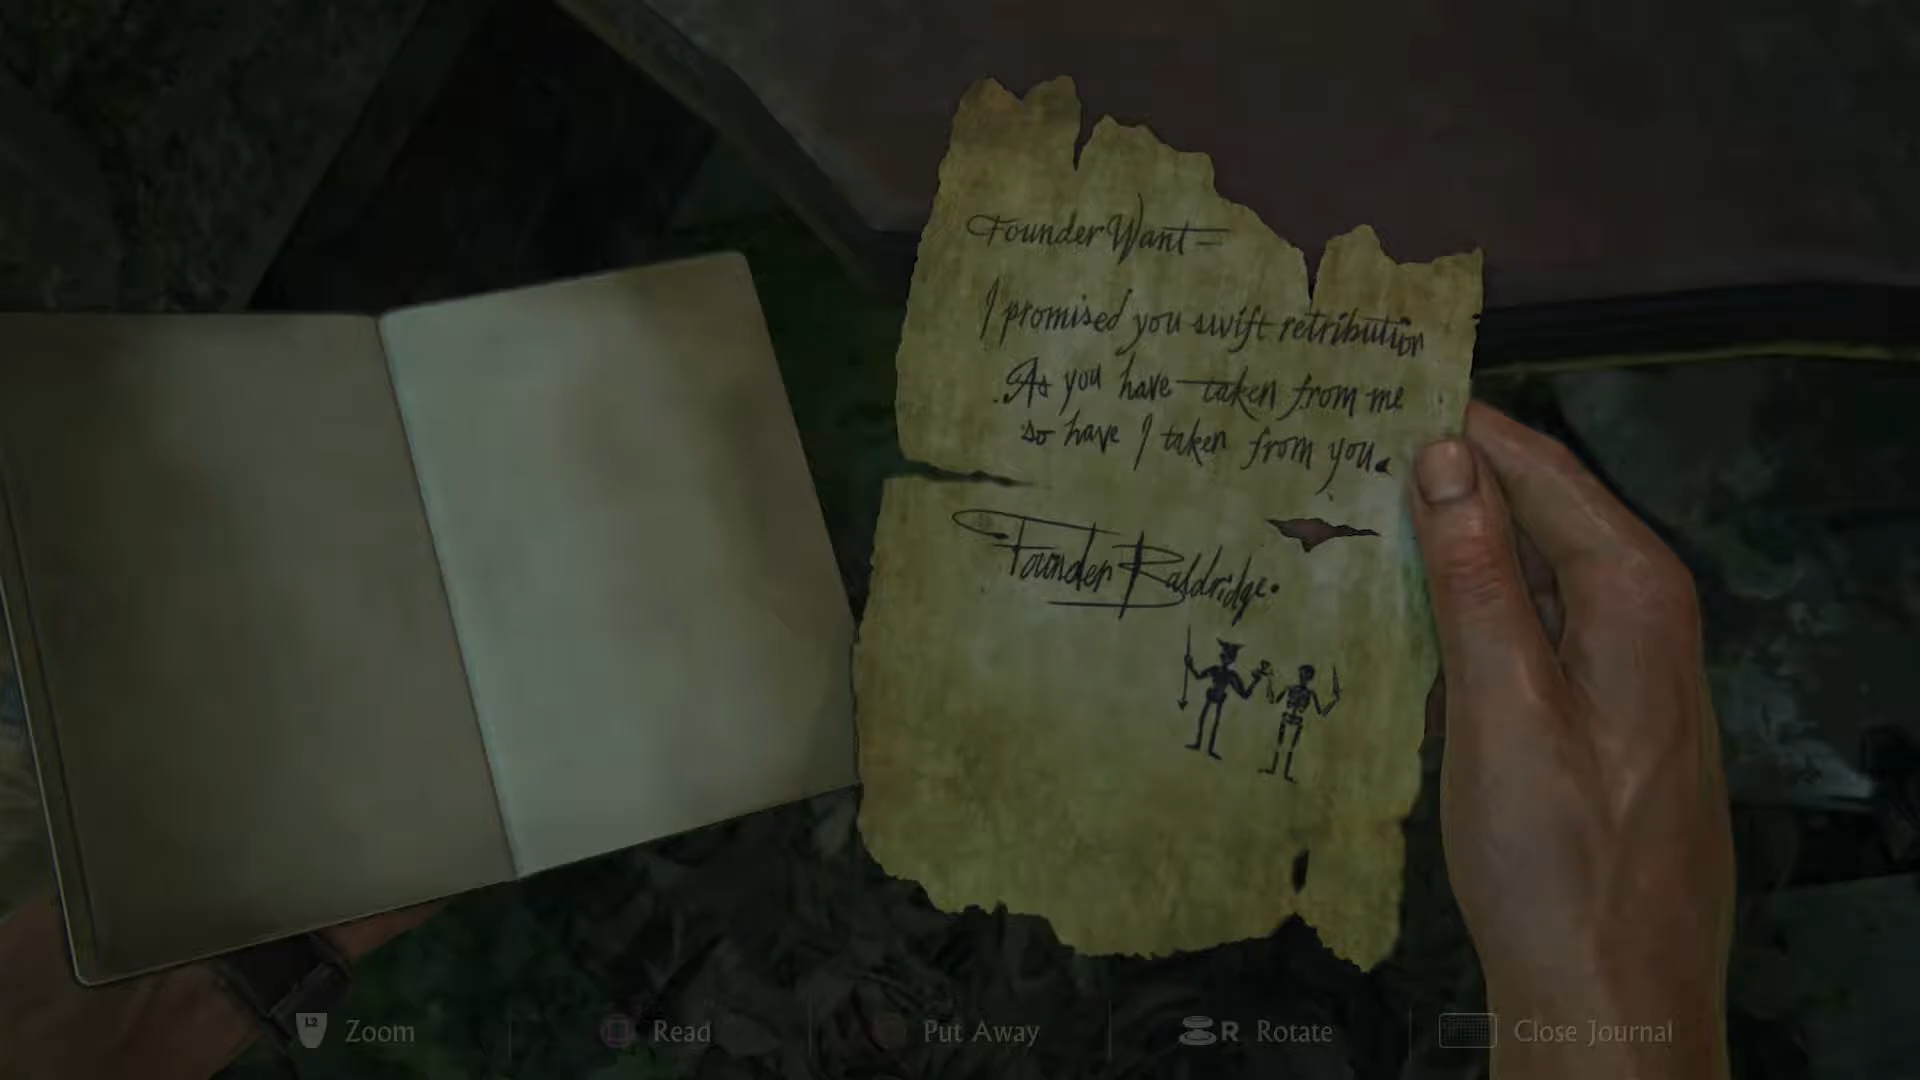 Founder Want—
I promised you swift retribution
As you have taken from me
so have I taken from you.
Founder Baldridge.
L2 Zoom
Read
Put Away
R Rotate
Close Journal